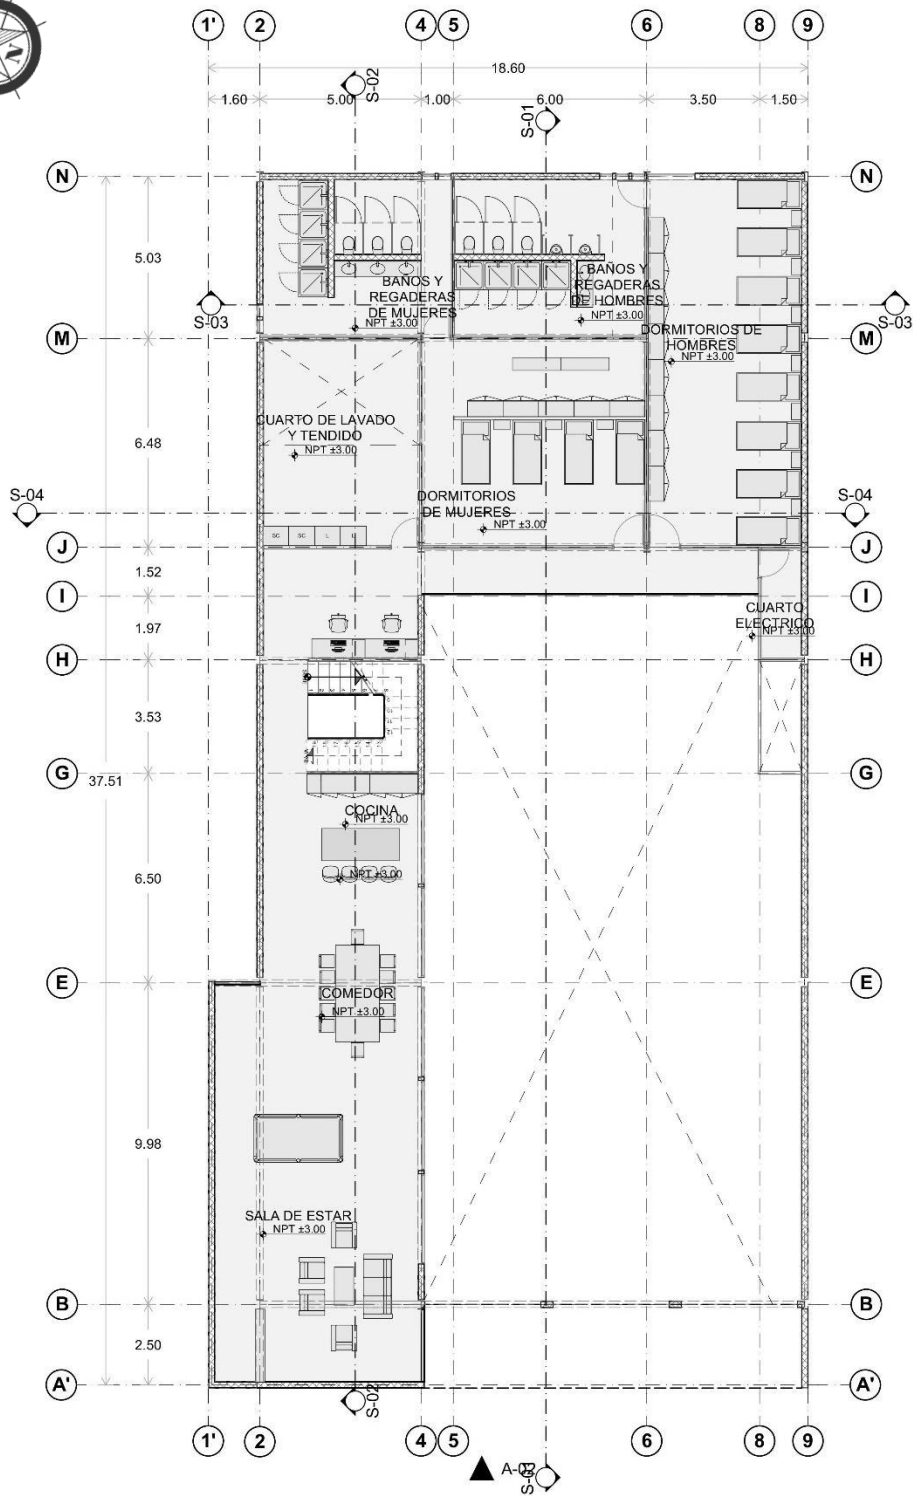 N
1' 2 4 5 6 8 9
18.60
1.60 5.00 1.00 6.00 3.50 1.50
S-02
S-01
N N
5.03
BAÑOS Y
REGADERAS
DE MUJERES
NPT ±3.00
BAÑOS Y
REGADERAS
DE HOMBRES
NPT ±3.00
S-03 S-03
M M
DORMITORIOS DE
HOMBRES
NPT ±3.00
6.48
CUARTO DE LAVADO
Y TENDIDO
NPT ±3.00
S-04 S-04
DORMITORIOS
DE MUJERES
NPT ±3.00
SC SC L L
J J
1.52
I I
1.97
CUARTO
ELECTRICO
NPT ±3.00
H H
3.53
G G
37.51
COCINA
NPT ±3.00
6.50
NPT ±3.00
E E
COMEDOR
NPT ±3.00
9.98
SALA DE ESTAR
NPT ±3.00
B B
2.50
A' A'
S-02
1' 2 4 5 6 8 9